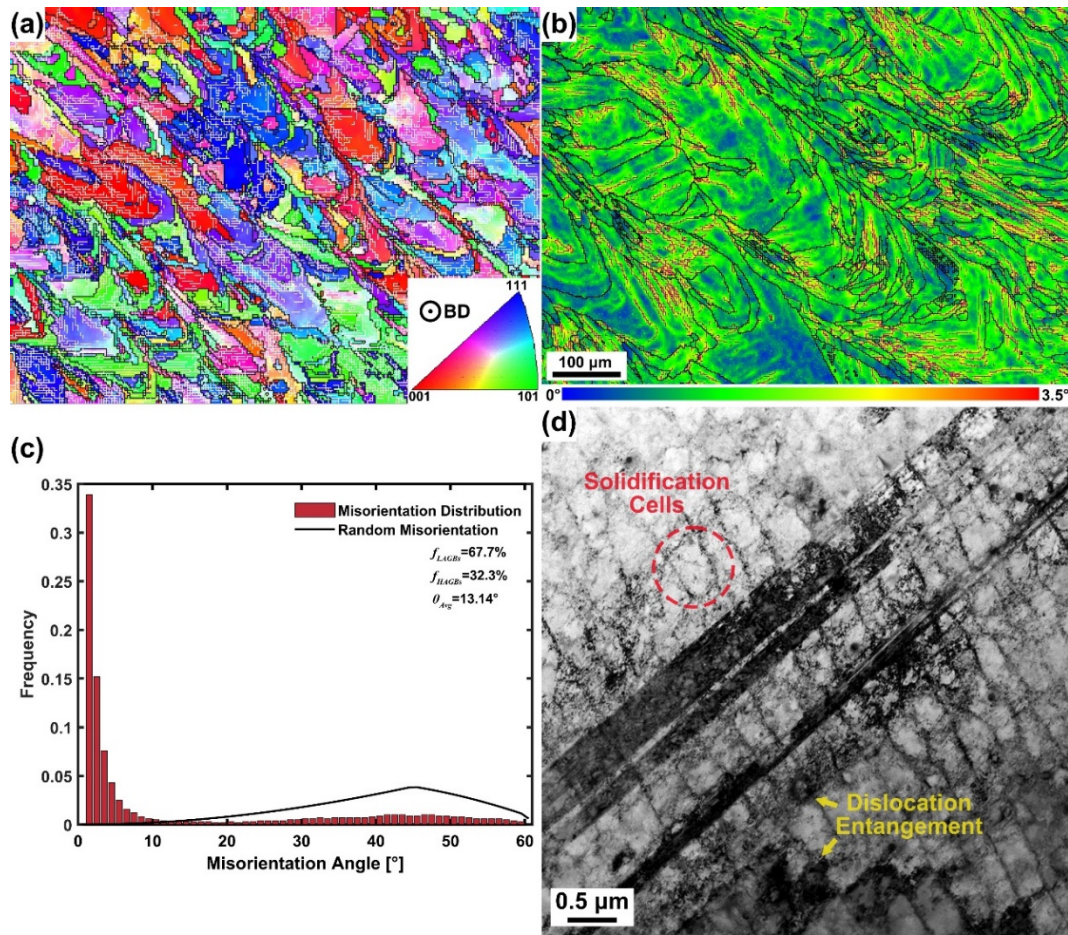 (a)
BD
111
001
101
(b)
100 µm
0°
3.5°
(c)
0.35
0.3
0.25
0.2
0.15
0.1
0.05
0
Frequency
Misorientation Distribution
Random Misorientation
f_LAGBs=67.7%
f_HAGBs=32.3%
θ_Avg=13.14°
0 10 20 30 40 50 60
Misorientation Angle [°]
(d)
Solidification
Cells
Dislocation
Entangement
0.5 µm